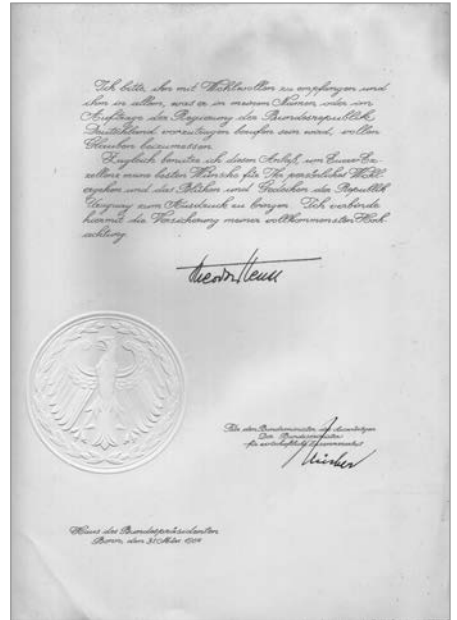 Ich bitte, ihn mit Wohlwollen zu empfangen und
ihm in allem, was er in meinem Namen oder im
Auftrage der Regierung der Bundesrepublik
Deutschland vorzutragen berufen sein wird, vollen
Glauben beizumessen.
Zugleich benutze ich diesen Anlaß, um Eurer Ex-
zellenz meine besten Wünsche für Ihr persönliches Wohl-
ergehen und das Blühen und Gedeihen der Republik
Uruguay zum Ausdruck zu bringen. Ich verbinde
hiermit die Versicherung meiner vollkommensten Hoch-
achtung.
Theodor Heuss
Für den Bundesminister des Auswärtigen
Der Bundesminister
für wirtschaftliche Zusammenarbeit
Blücher
Haus des Bundespräsidenten
Bonn, den 31